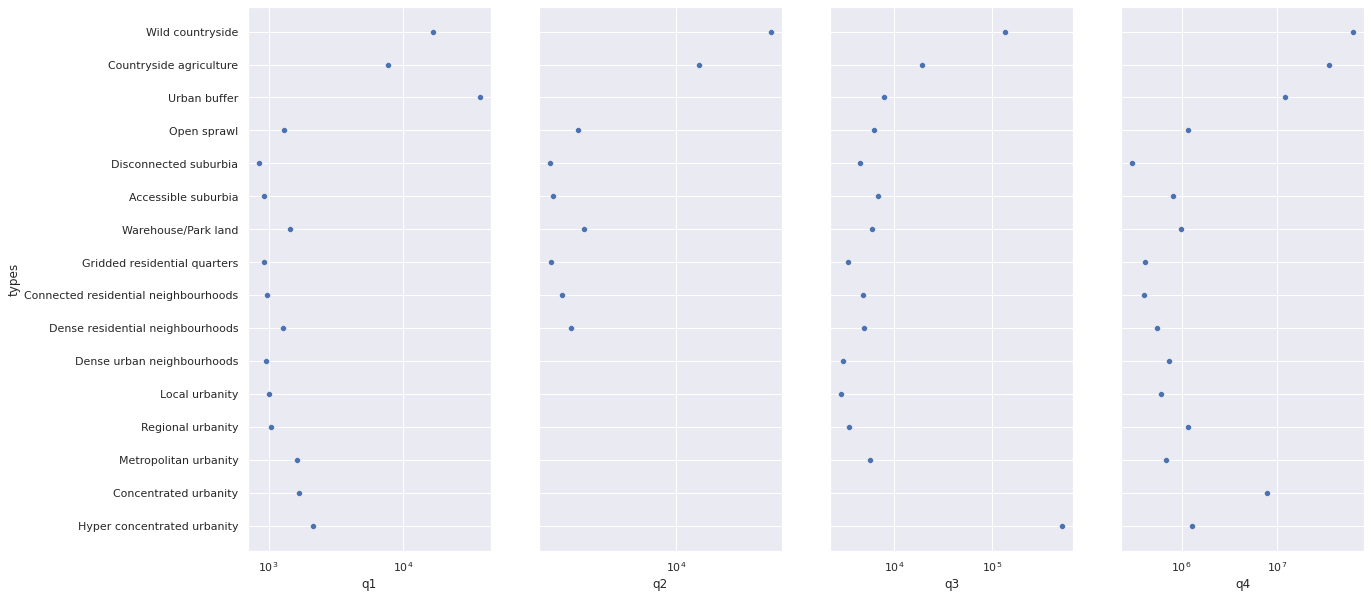 types
Wild countryside
Countryside agriculture
Urban buffer
Open sprawl
Disconnected suburbia
Accessible suburbia
Warehouse/Park land
Gridded residential quarters
Connected residential neighbourhoods
Dense residential neighbourhoods
Dense urban neighbourhoods
Local urbanity
Regional urbanity
Metropolitan urbanity
Concentrated urbanity
Hyper concentrated urbanity
10³ 10⁴
q1
10⁴
q2
10⁴ 10⁵
q3
10⁶ 10⁷
q4